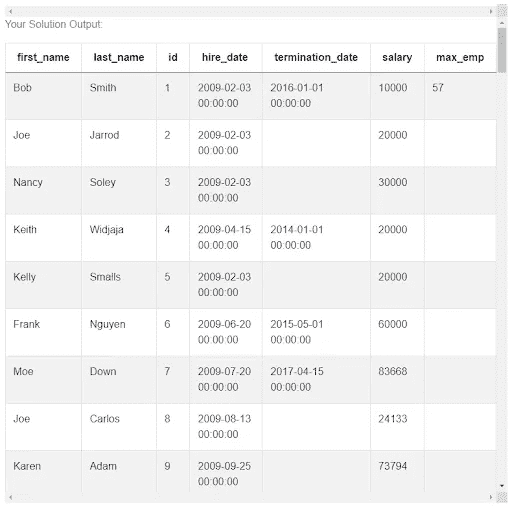 Your Solution Output:
first_name last_name id hire_date termination_date salary max_emp
Bob Smith 1 2009-02-03 2016-01-01 10000 57
00:00:00 00:00:00
Joe Jarrod 2 2009-02-03 20000
00:00:00
Nancy Soley 3 2009-02-03 30000
00:00:00
Keith Widjaja 4 2009-04-15 2014-01-01 20000
00:00:00 00:00:00
Kelly Smalls 5 2009-02-03 20000
00:00:00
Frank Nguyen 6 2009-06-20 2015-05-01 60000
00:00:00 00:00:00
Moe Down 7 2009-07-20 2017-04-15 83668
00:00:00 00:00:00
Joe Carlos 8 2009-08-13 24133
00:00:00
Karen Adam 9 2009-09-25 73794
00:00:00